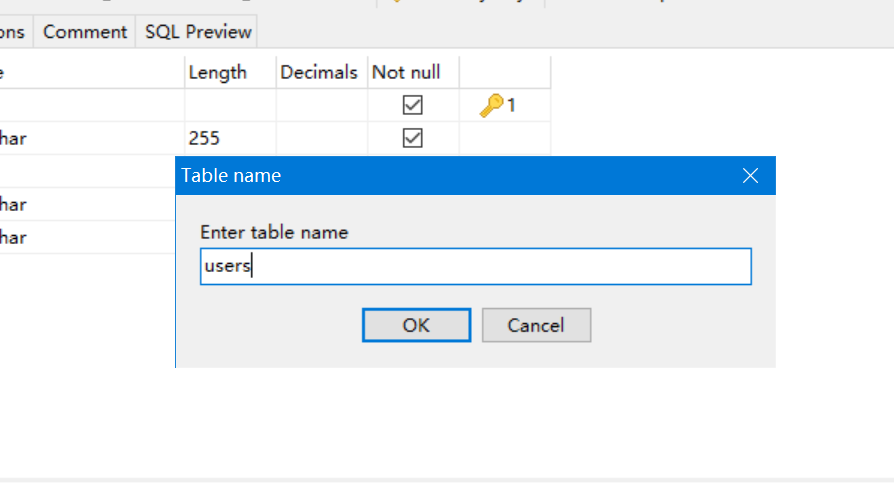 ons Comment SQL Preview
e Length Decimals Not null
1
har 255
Table name
har
Enter table name
har
users
OK Cancel